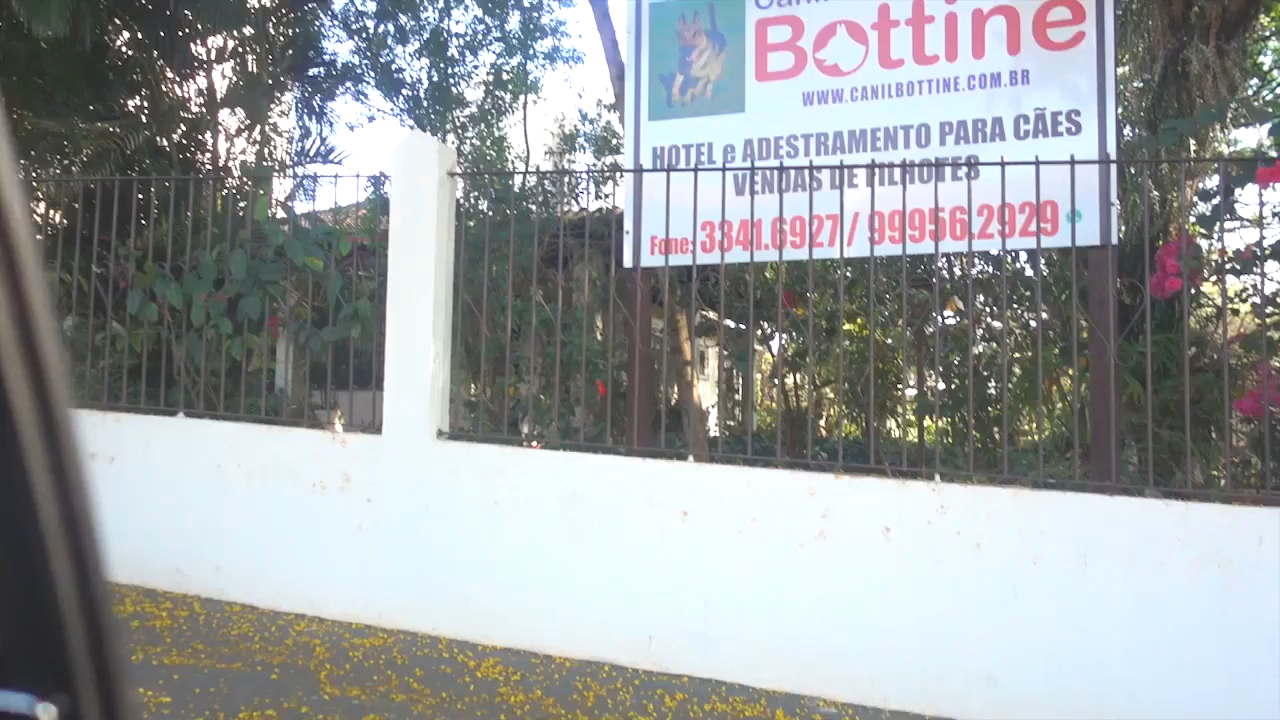 Bottine
WWW.CANILBOTTINE.COM.BR
HOTEL e ADESTRAMENTO PARA CÃES
VENDAS DE FILHOTES
Fone: 3341.6927 / 99956.2929